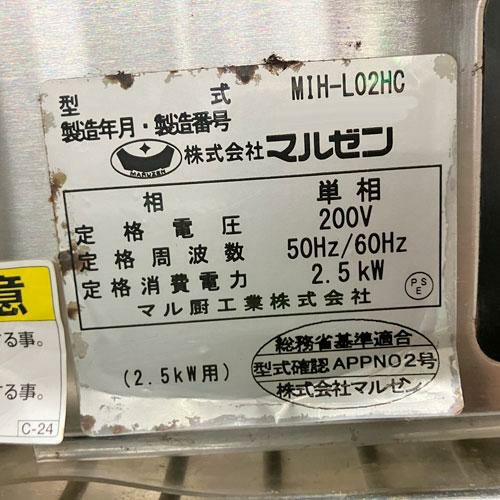 型式 MIH-L02HC
製造年月・製造番号
MARUZEN 株式会社 マルゼン
相 単相
定格電圧 200V
定格周波数 50Hz/60Hz
定格消費電力 2.5kW
マル厨工業株式会社
PSE
(2.5kW用)
総務省基準適合
型式確認APPN02号
株式会社マルゼン
意
する事。
する事。
C-24